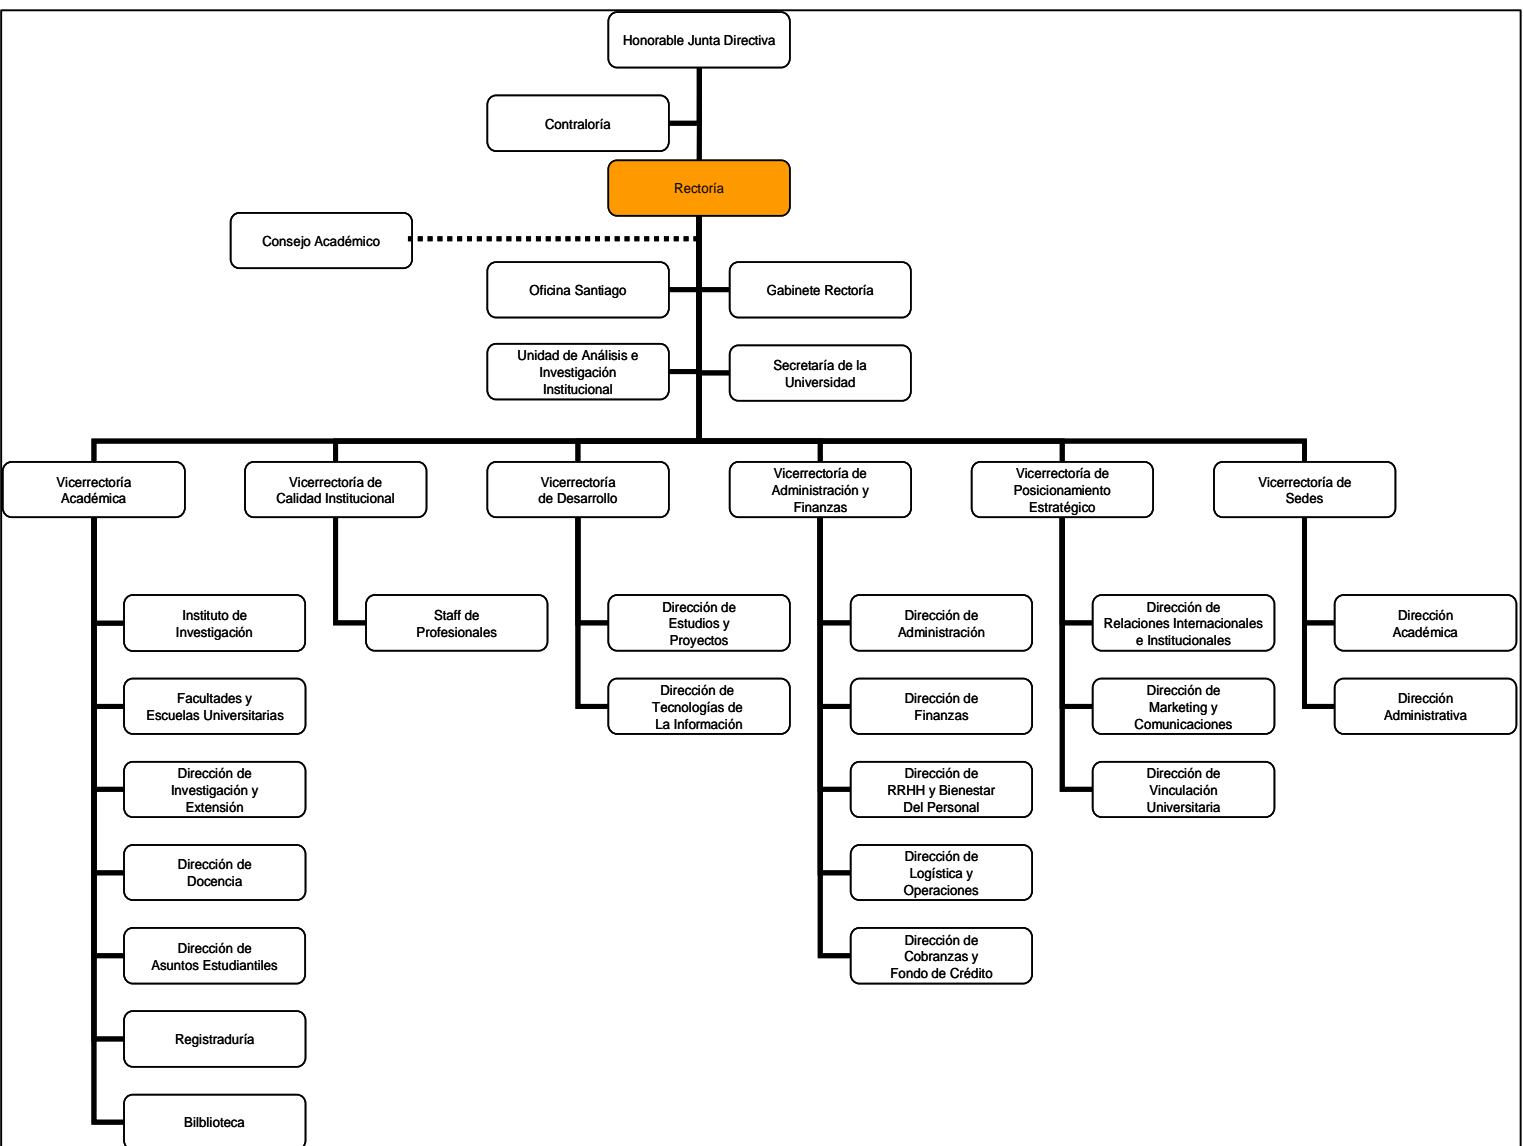 Honorable Junta Directiva
Contraloría
Rectoría
Consejo Académico
Oficina Santiago
Gabinete Rectoría
Unidad de Análisis e
Investigación
Institucional
Secretaría de la
Universidad
Vicerrectoría
Académica
Vicerrectoría de
Calidad Institucional
Vicerrectoría
de Desarrollo
Vicerrectoría de
Administración y
Finanzas
Vicerrectoría de
Posicionamiento
Estratégico
Vicerrectoría de
Sedes
Instituto de
Investigación
Staff de
Profesionales
Dirección de
Estudios y
Proyectos
Dirección de
Administración
Dirección de
Relaciones Internacionales
e Institucionales
Dirección
Académica
Facultades y
Escuelas Universitarias
Dirección de
Tecnologías de
La Información
Dirección de
Finanzas
Dirección de
Marketing y
Comunicaciones
Dirección
Administrativa
Dirección de
Investigación y
Extensión
Dirección de
RRHH y Bienestar
Del Personal
Dirección de
Vinculación
Universitaria
Dirección de
Docencia
Dirección de
Logística y
Operaciones
Dirección de
Asuntos Estudiantiles
Dirección de
Cobranzas y
Fondo de Crédito
Registraduría
Bilblioteca